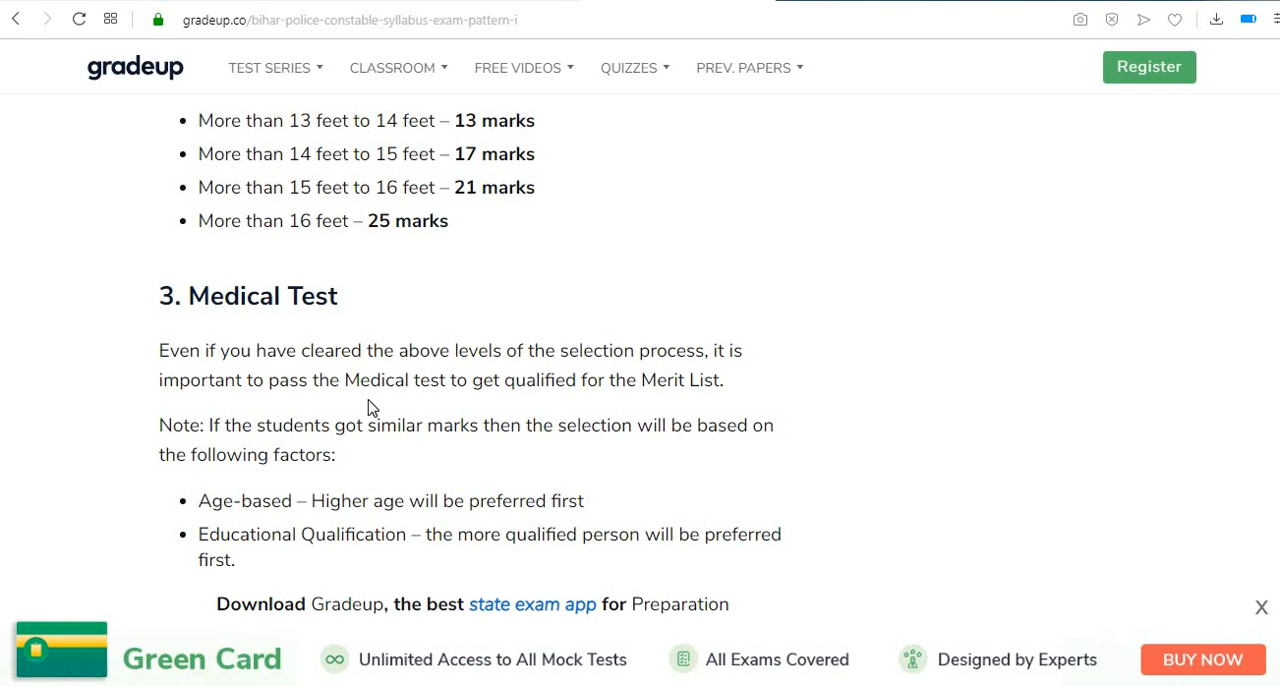 gradeup.co/bihar-police-constable-syllabus-exam-pattern-i
gradeup TEST SERIES CLASSROOM FREE VIDEOS QUIZZES PREV. PAPERS Register
• More than 13 feet to 14 feet – 13 marks
• More than 14 feet to 15 feet – 17 marks
• More than 15 feet to 16 feet – 21 marks
• More than 16 feet – 25 marks
3. Medical Test
Even if you have cleared the above levels of the selection process, it is
important to pass the Medical test to get qualified for the Merit List.
Note: If the students got similar marks then the selection will be based on
the following factors:
• Age-based – Higher age will be preferred first
• Educational Qualification – the more qualified person will be preferred
first.
Download Gradeup, the best state exam app for Preparation
X
Green Card Unlimited Access to All Mock Tests All Exams Covered Designed by Experts BUY NOW